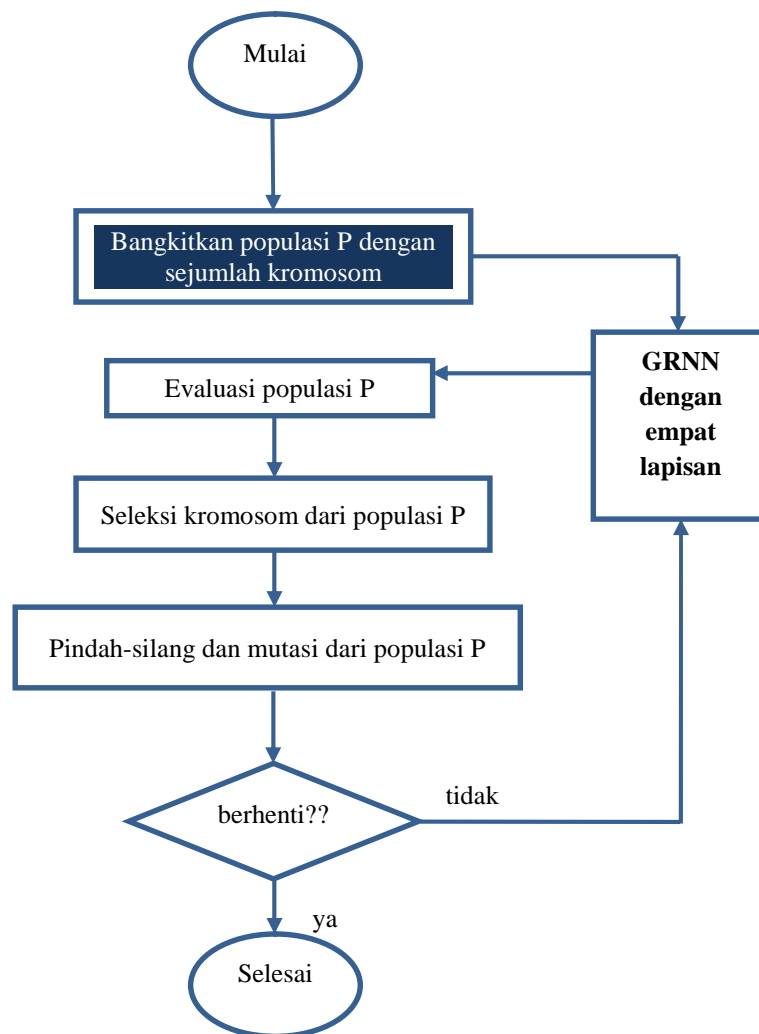 Mulai
Bangkitkan populasi P dengan
sejumlah kromosom
GRNN
dengan
empat
lapisan
Evaluasi populasi P
Seleksi kromosom dari populasi P
Pindah-silang dan mutasi dari populasi P
berhenti??
tidak
ya
Selesai